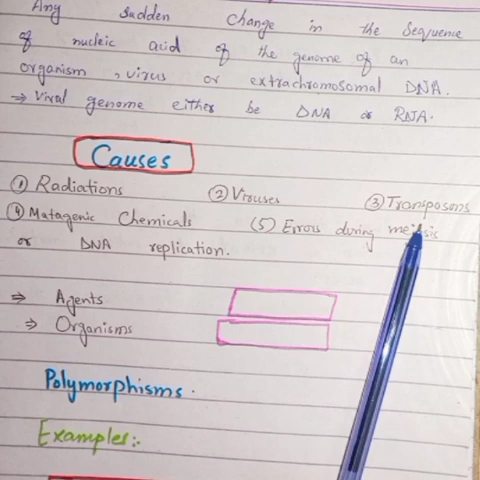 Any sudden change in the sequence
of nucleic acid of the genome of an
organism, virus or extrachromosomal DNA.
→ Viral genome either be DNA or RNA.
Causes
① Radiations ② Viruses ③ Transposons
④ Matagenic Chemicals (5) Errors during meiosis
or DNA replication.
⇒ Agents
⇒ Organisms
Polymorphisms.
Examples:-